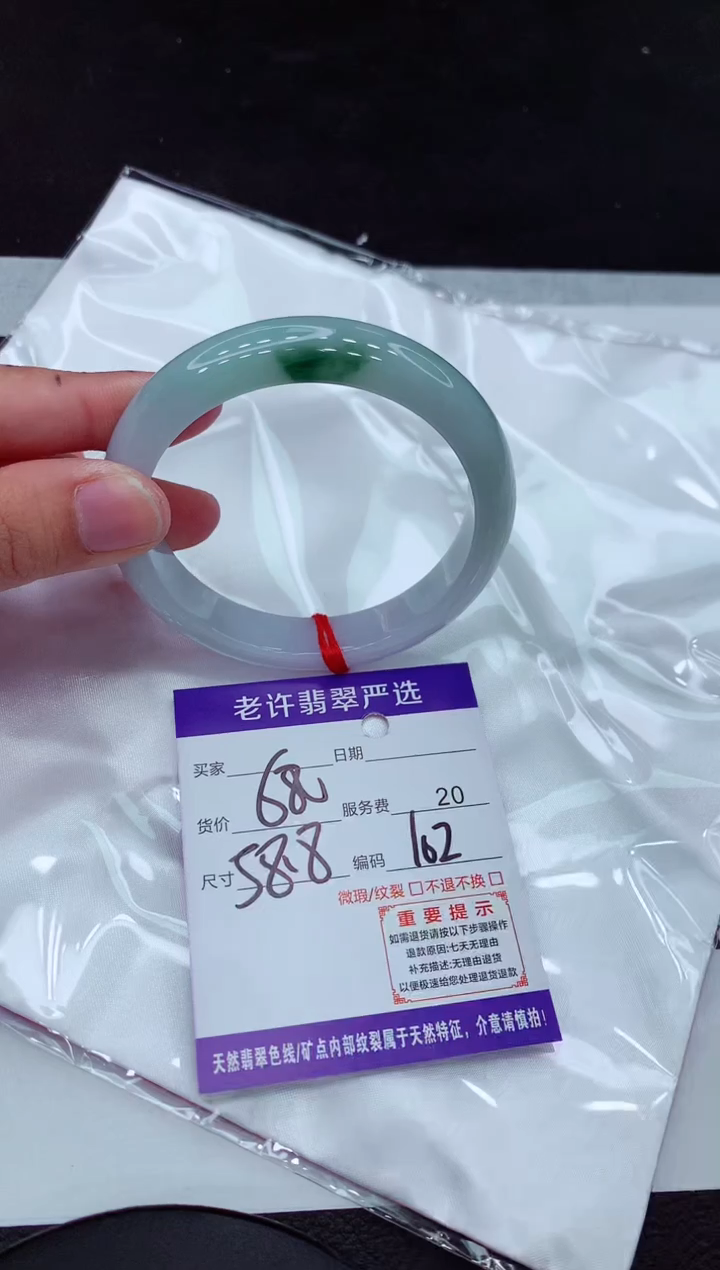 老许翡翠严选
买家 日期
货价 服务费 20
尺寸 58.8 编码 162
微瑕/纹裂 不退不换
重要提示
如需退货请按以下步骤操作
退款原因:七天无理由
补充描述:无理由退货
以便极速给您处理退货退款
天然翡翠色线/矿点内部纹裂属于天然特征，介意请慎拍!